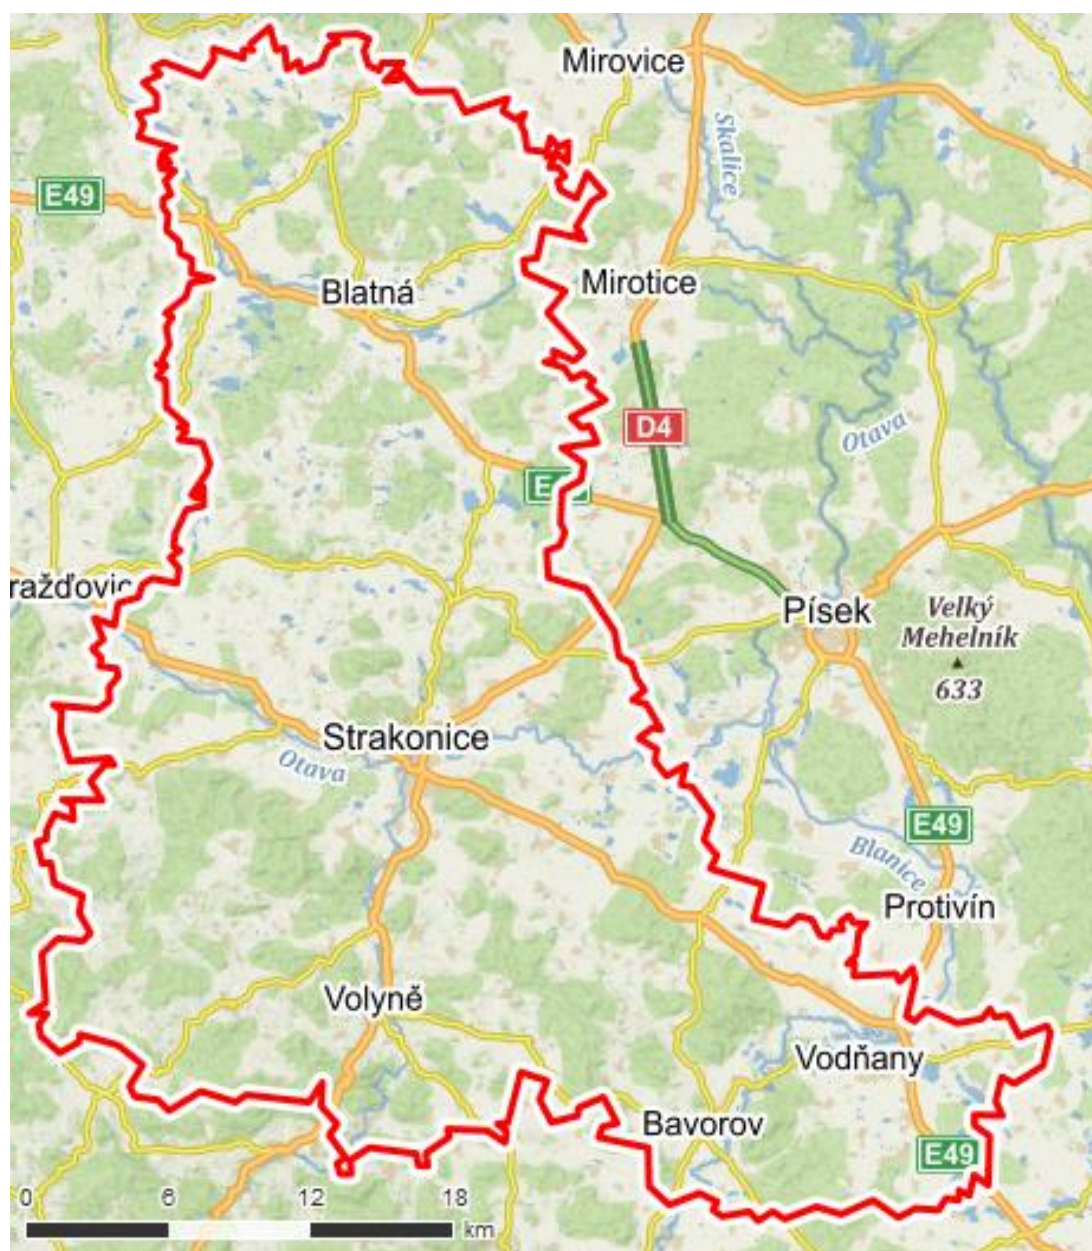 Mirovice
Skalice
E49
Mirotice
Blatná
D4
Otava
E
ražďovic
Písek
Velký
Mehelník
633
Strakonice
Otava
E49
Blanice
Protivín
Volyně
Vodňany
Bavorov
E49
0 6 12 18
km